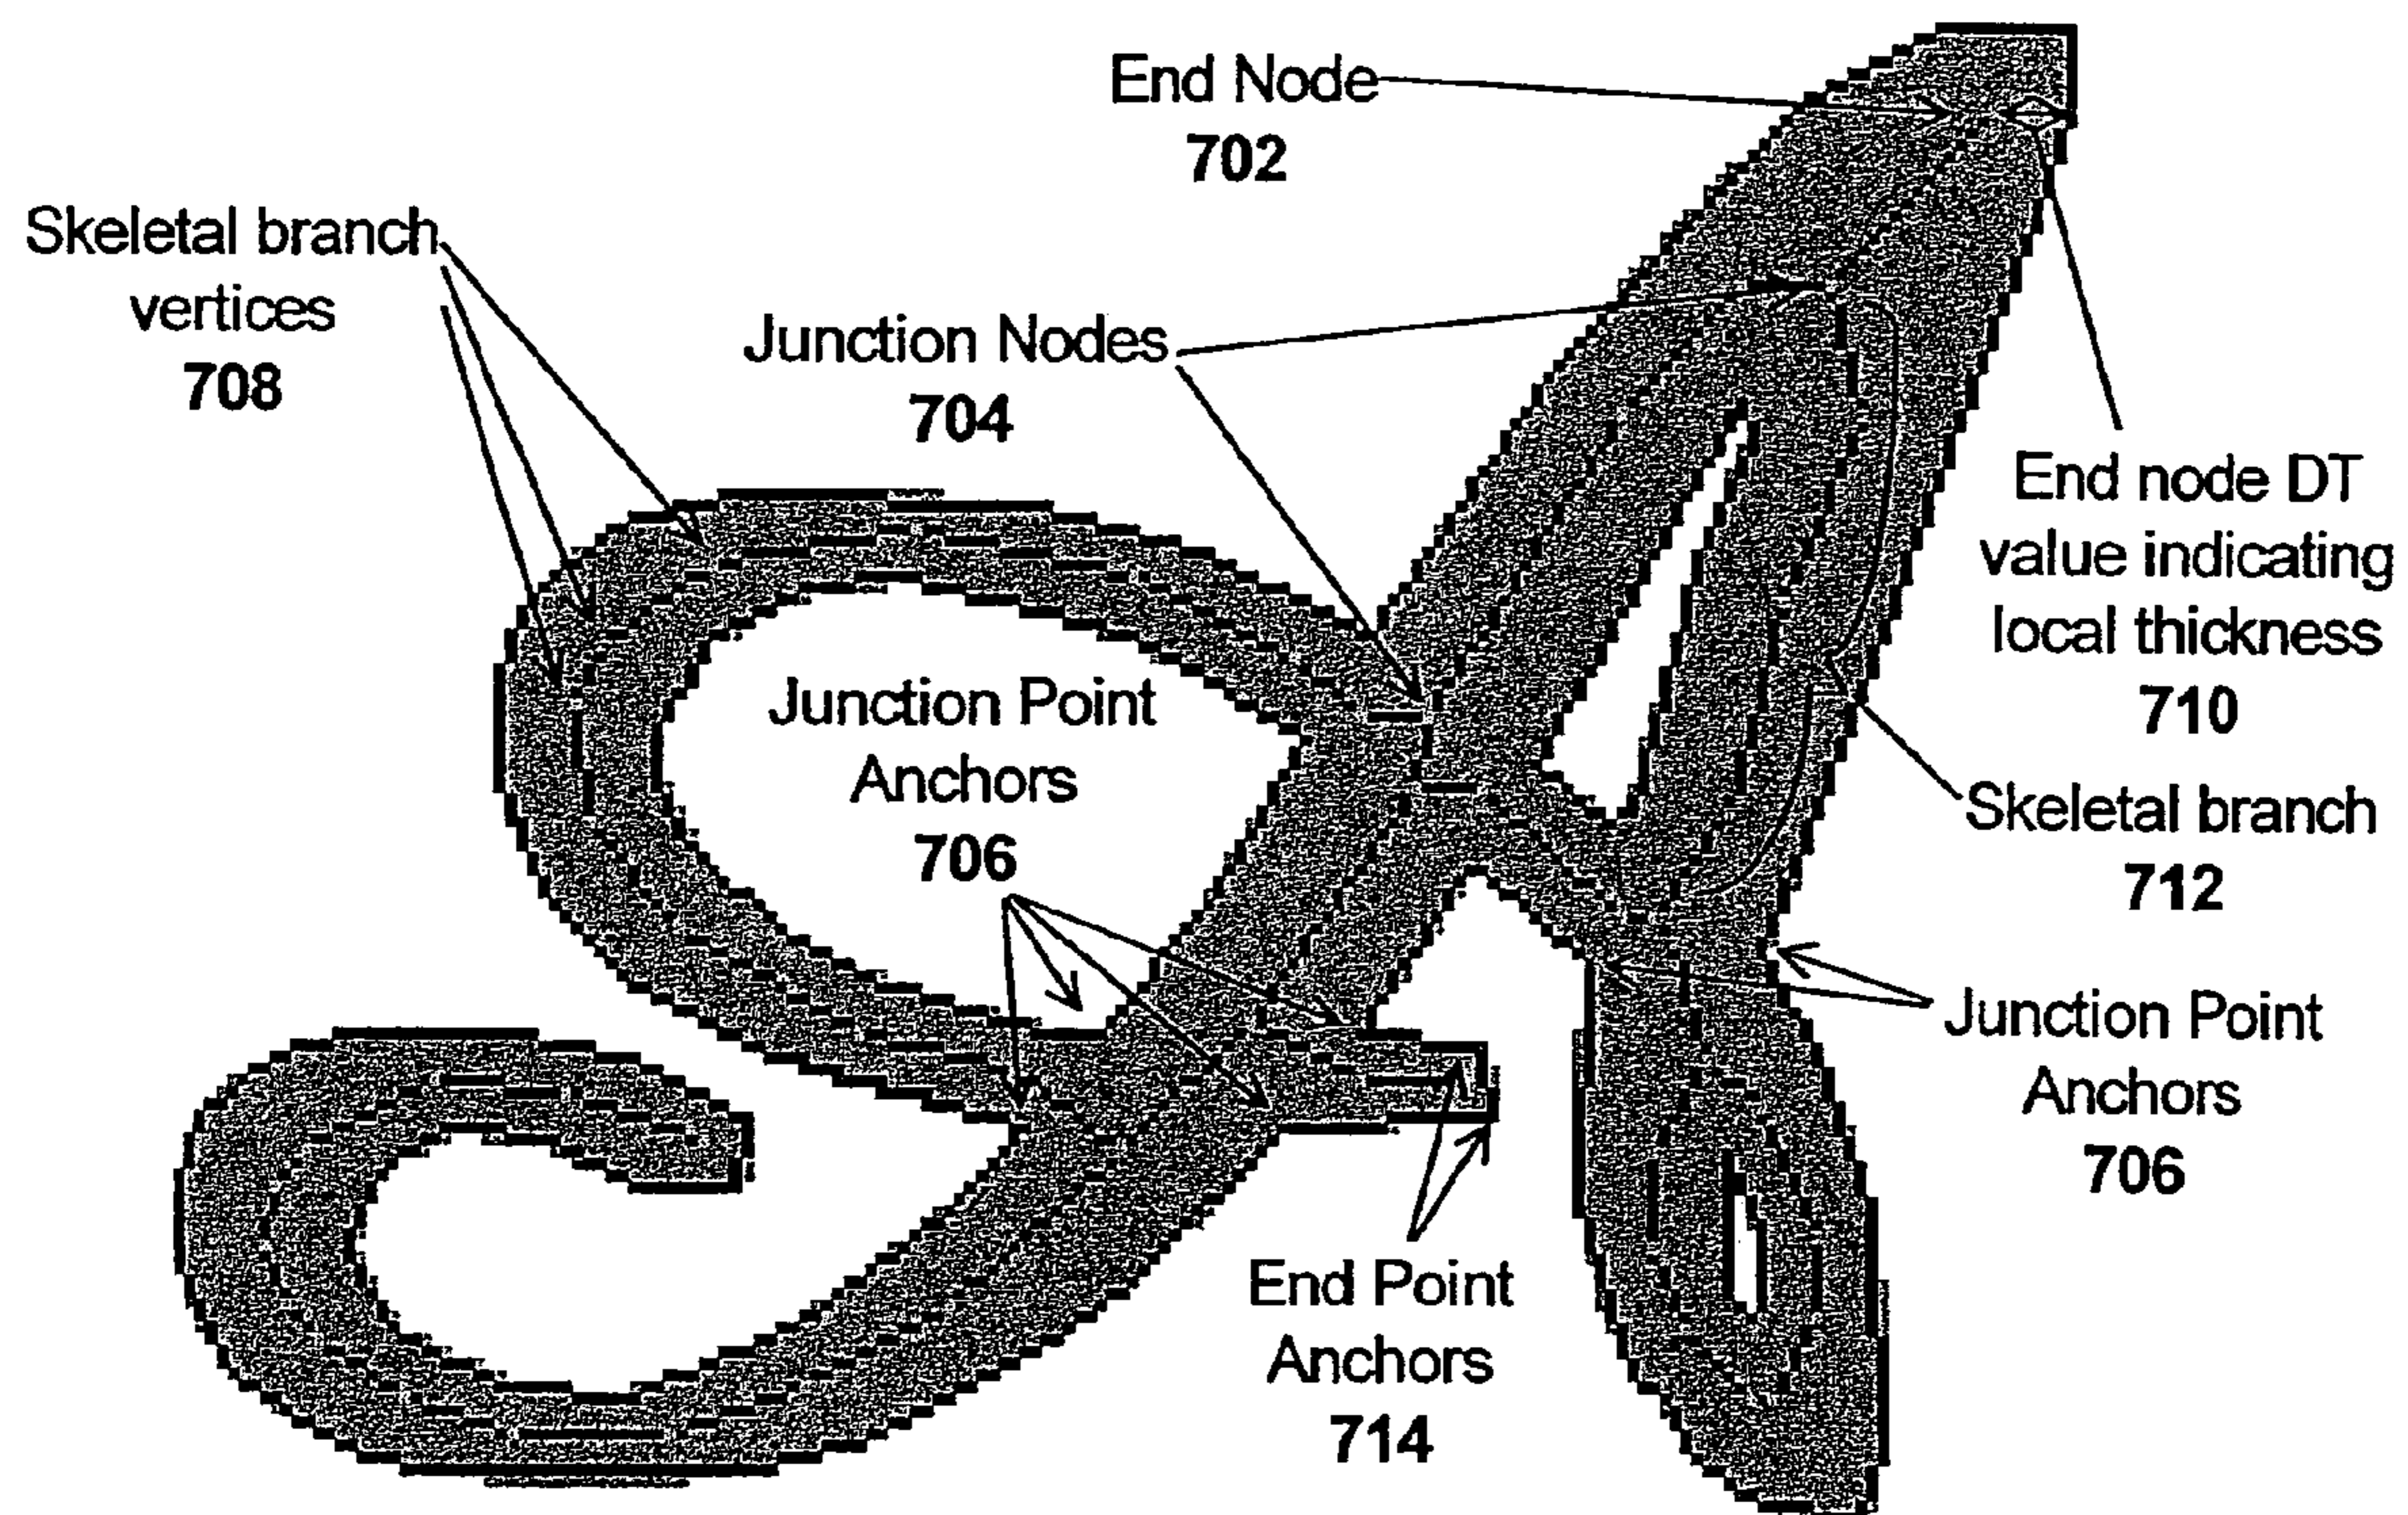 End Node
702
Skeletal branch
vertices
708
Junction Nodes
704
End node DT
value indicating
local thickness
710
Junction Point
Anchors
706
Skeletal branch
712
Junction Point
Anchors
706
End Point
Anchors
714